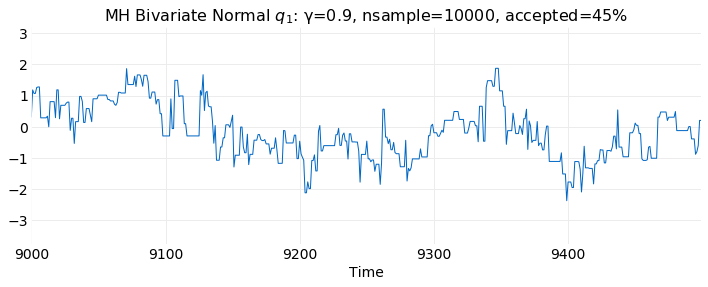 MH Bivariate Normal q₁: γ=0.9, nsample=10000, accepted=45%
3
2
1
0
−1
−2
−3
9000 9100 9200 9300 9400
Time